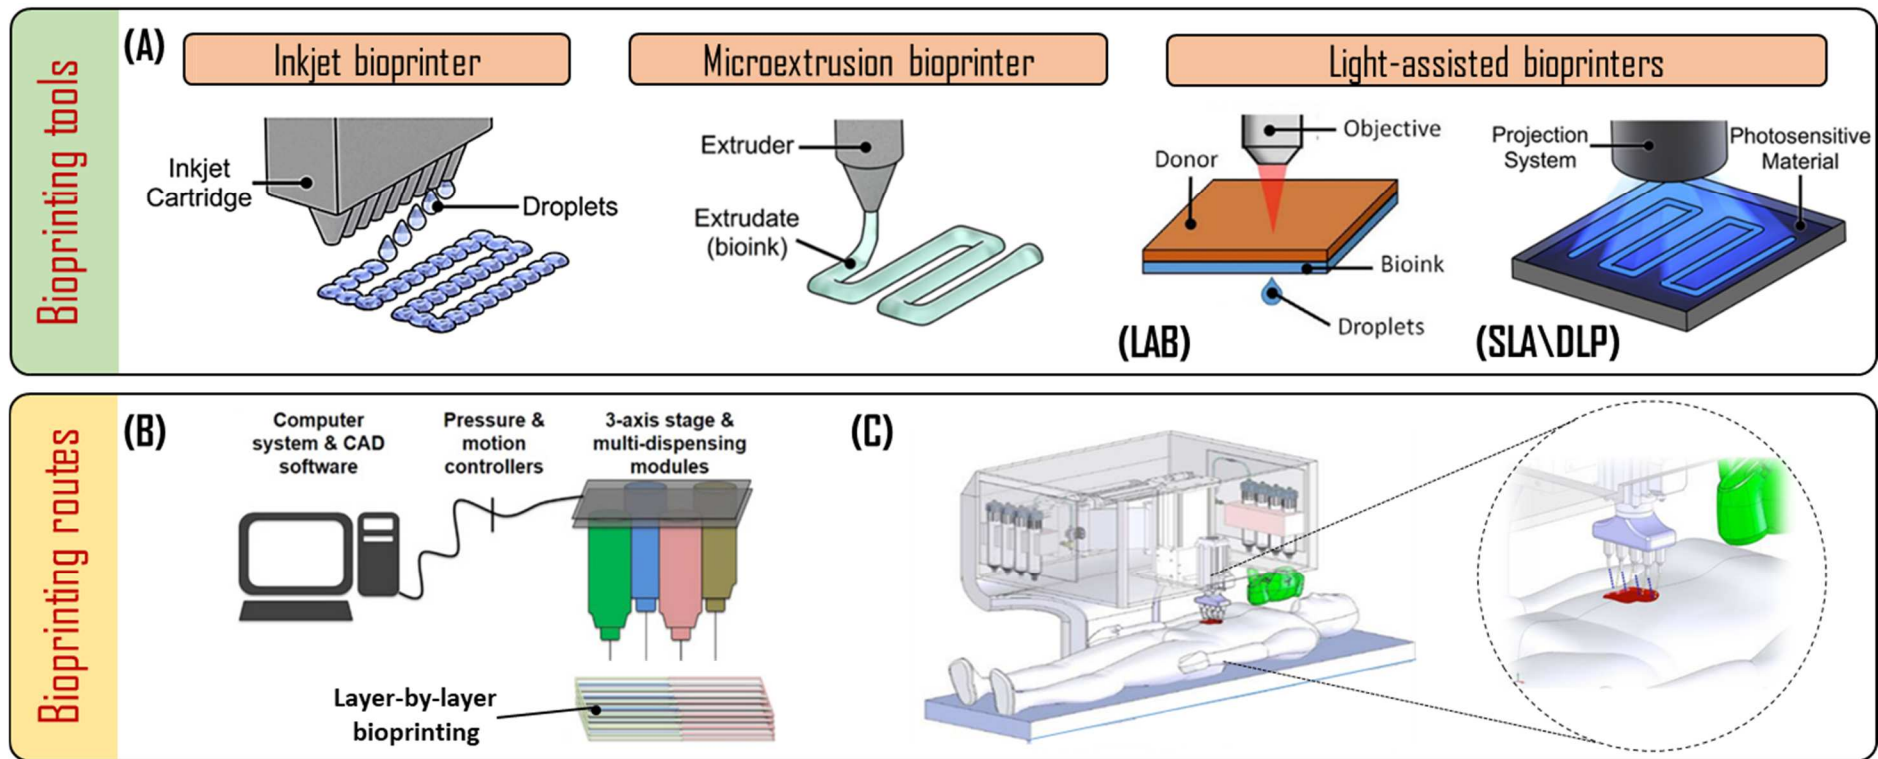 Bioprinting tools
(A)
Inkjet bioprinter
Microextrusion bioprinter
Light-assisted bioprinters
Inkjet
Cartridge
Droplets
Extruder
Extrudate
(bioink)
Objective
Donor
Bioink
Droplets
(LAB)
Projection
System
Photosensitive
Material
(SLA\DLP)
Bioprinting routes
(B)
Computer
system & CAD
software
Pressure &
motion
controllers
3-axis stage &
multi-dispensing
modules
Layer-by-layer
bioprinting
(C)